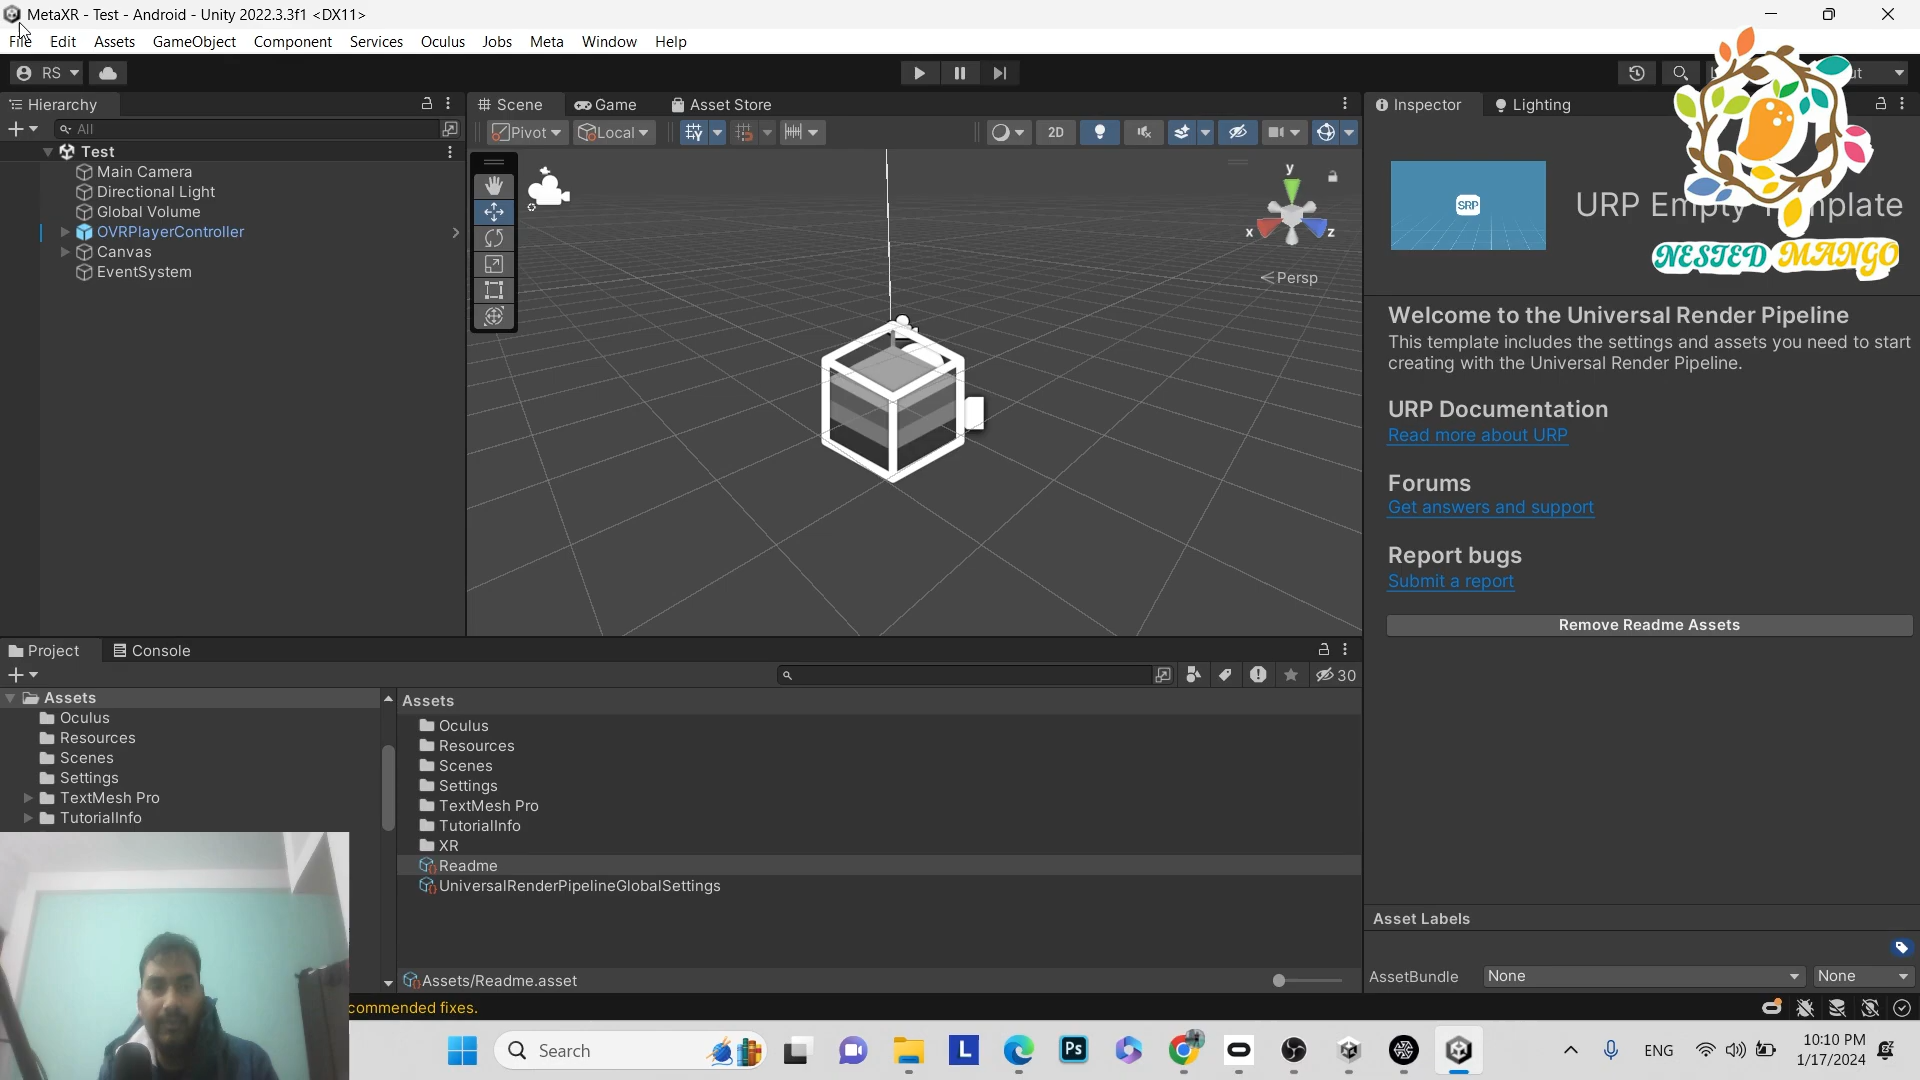 MetaXR - Test - Android - Unity 2022.3.3f1 <DX11>
File Edit Assets GameObject Component Services Oculus Jobs Meta Window Help
RS
Hierarchy
Scene Game Asset Store
Inspector Lighting
All
Pivot Local 2D
Test
Main Camera
Directional Light
Global Volume
OVRPlayerController
Canvas
EventSystem
y
x z
Persp
SRP
URP Empty Template
NESTED MANGO
Welcome to the Universal Render Pipeline
This template includes the settings and assets you need to start
creating with the Universal Render Pipeline.
URP Documentation
Read more about URP
Forums
Get answers and support
Report bugs
Submit a report
Remove Readme Assets
Project Console
30
Assets
Oculus
Resources
Scenes
Settings
TextMesh Pro
TutorialInfo
Assets
Oculus
Resources
Scenes
Settings
TextMesh Pro
TutorialInfo
XR
Readme
UniversalRenderPipelineGlobalSettings
Assets/Readme.asset
Asset Labels
AssetBundle None None
commended fixes.
Search
L
Ps
ENG
10:10 PM
1/17/2024